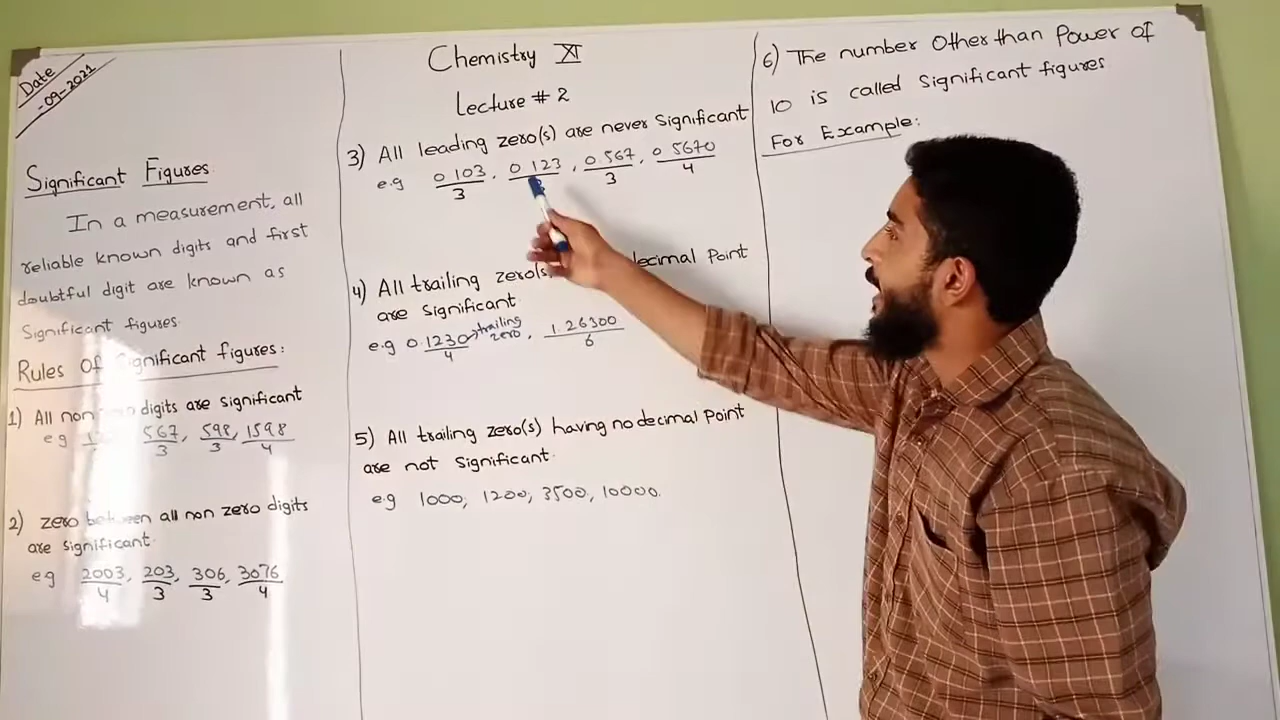 Date
-09-2021
Significant Figures
In a measurement, all
reliable known digits and first
doubtful digit are known as
Significant figures.
Rules Of Significant figures:
1) All non digits are significant
eg 567, 598, 1598
3 3 4
2) zero between all non zero digits
are significant.
eg 2003, 203, 306, 3076
4 3 3 4
Chemistry XI
Lecture # 2
3) All leading zero(s) are never Significant
e.g 0.103, 0.123, 0.567, 0.5670
3 3 4
4) All trailing zero(s decimal Point
are significant
e.g 0.1230 → trailing zero, 1.26300
4 6
5) All trailing zero(s) having no decimal point
are not significant.
e.g 1000, 1200, 3500, 10000.
6) The number Other than Power of
10 is called Significant figures
For Example: